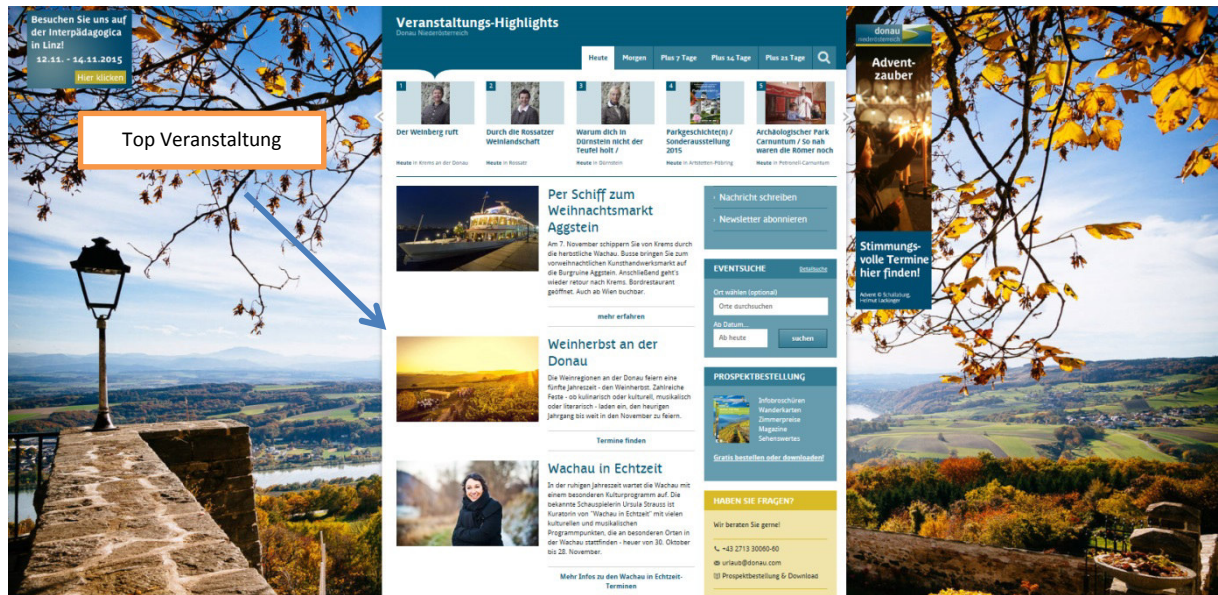 Besuchen Sie uns auf
der Interpädagogica
in Linz!
12.11. - 14.11.2015
Hier klicken
Top Veranstaltung
Veranstaltungs-Highlights
Donau Niederösterreich
Heute
Morgen
Plus 7 Tage
Plus 14 Tage
Plus 21 Tage
1
Der Weinberg ruft
Heute in Krems an der Donau
2
Durch die Rossatzer
Weinlandschaft
Heute in Rossatz
3
Warum dich in
Dürnstein nicht der
Teufel holt /
Heute in Dürnstein
4
Parkgeschichte(n) /
Sonderausstellung
2015
Heute in Artstetten-Pöbring
5
Archäologischer Park
Carnuntum / So nah
waren die Römer noch
Heute in Petronell-Carnuntum
Per Schiff zum
Weihnachtsmarkt
Aggstein
Am 7. November schippern Sie von Krems durch
die herbstliche Wachau. Busse bringen Sie zum
vorweihnachtlichen Kunsthandwerksmarkt auf
die Burgruine Aggstein. Anschließend geht's
wieder retour nach Krems. Bordrestaurant
geöffnet. Auch ab Wien buchbar.
mehr erfahren
Weinherbst an der
Donau
Die Weinregionen an der Donau feiern eine
fünfte Jahreszeit - den Weinherbst. Zahlreiche
Feste - ob kulinarisch oder kulturell, musikalisch
oder literarisch - laden ein, den heurigen
Jahrgang bis weit in den November zu feiern.
Termine finden
Wachau in Echtzeit
In der ruhigen Jahreszeit wartet die Wachau mit
einem besonderen Kulturprogramm auf. Die
bekannte Schauspielerin Ursula Strauss ist
Kuratorin von "Wachau in Echtzeit" mit vielen
kulturellen und musikalischen
Programmpunkten, die an besonderen Orten in
der Wachau stattfinden - heuer von 30. Oktober
bis 28. November.
Mehr Infos zu den Wachau in Echtzeit-
Terminen
Nachricht schreiben
Newsletter abonnieren
EVENTSUCHE
Detailsuche
Ort wählen (optional)
Orte durchsuchen
Ab Datum...
Ab heute
suchen
PROSPEKTBESTELLUNG
Infobroschüren
Wanderkarten
Zimmerpreise
Magazine
Sehenswertes
Gratis bestellen oder downloaden!
HABEN SIE FRAGEN?
Wir beraten Sie gerne!
+43 2713 30060-60
urlaub@donau.com
Prospektbestellung & Download
donau
niederösterreich
Advent-
zauber
Stimmungs-
volle Termine
hier finden!
Advent @ Schallaburg,
Helmut Lackinger